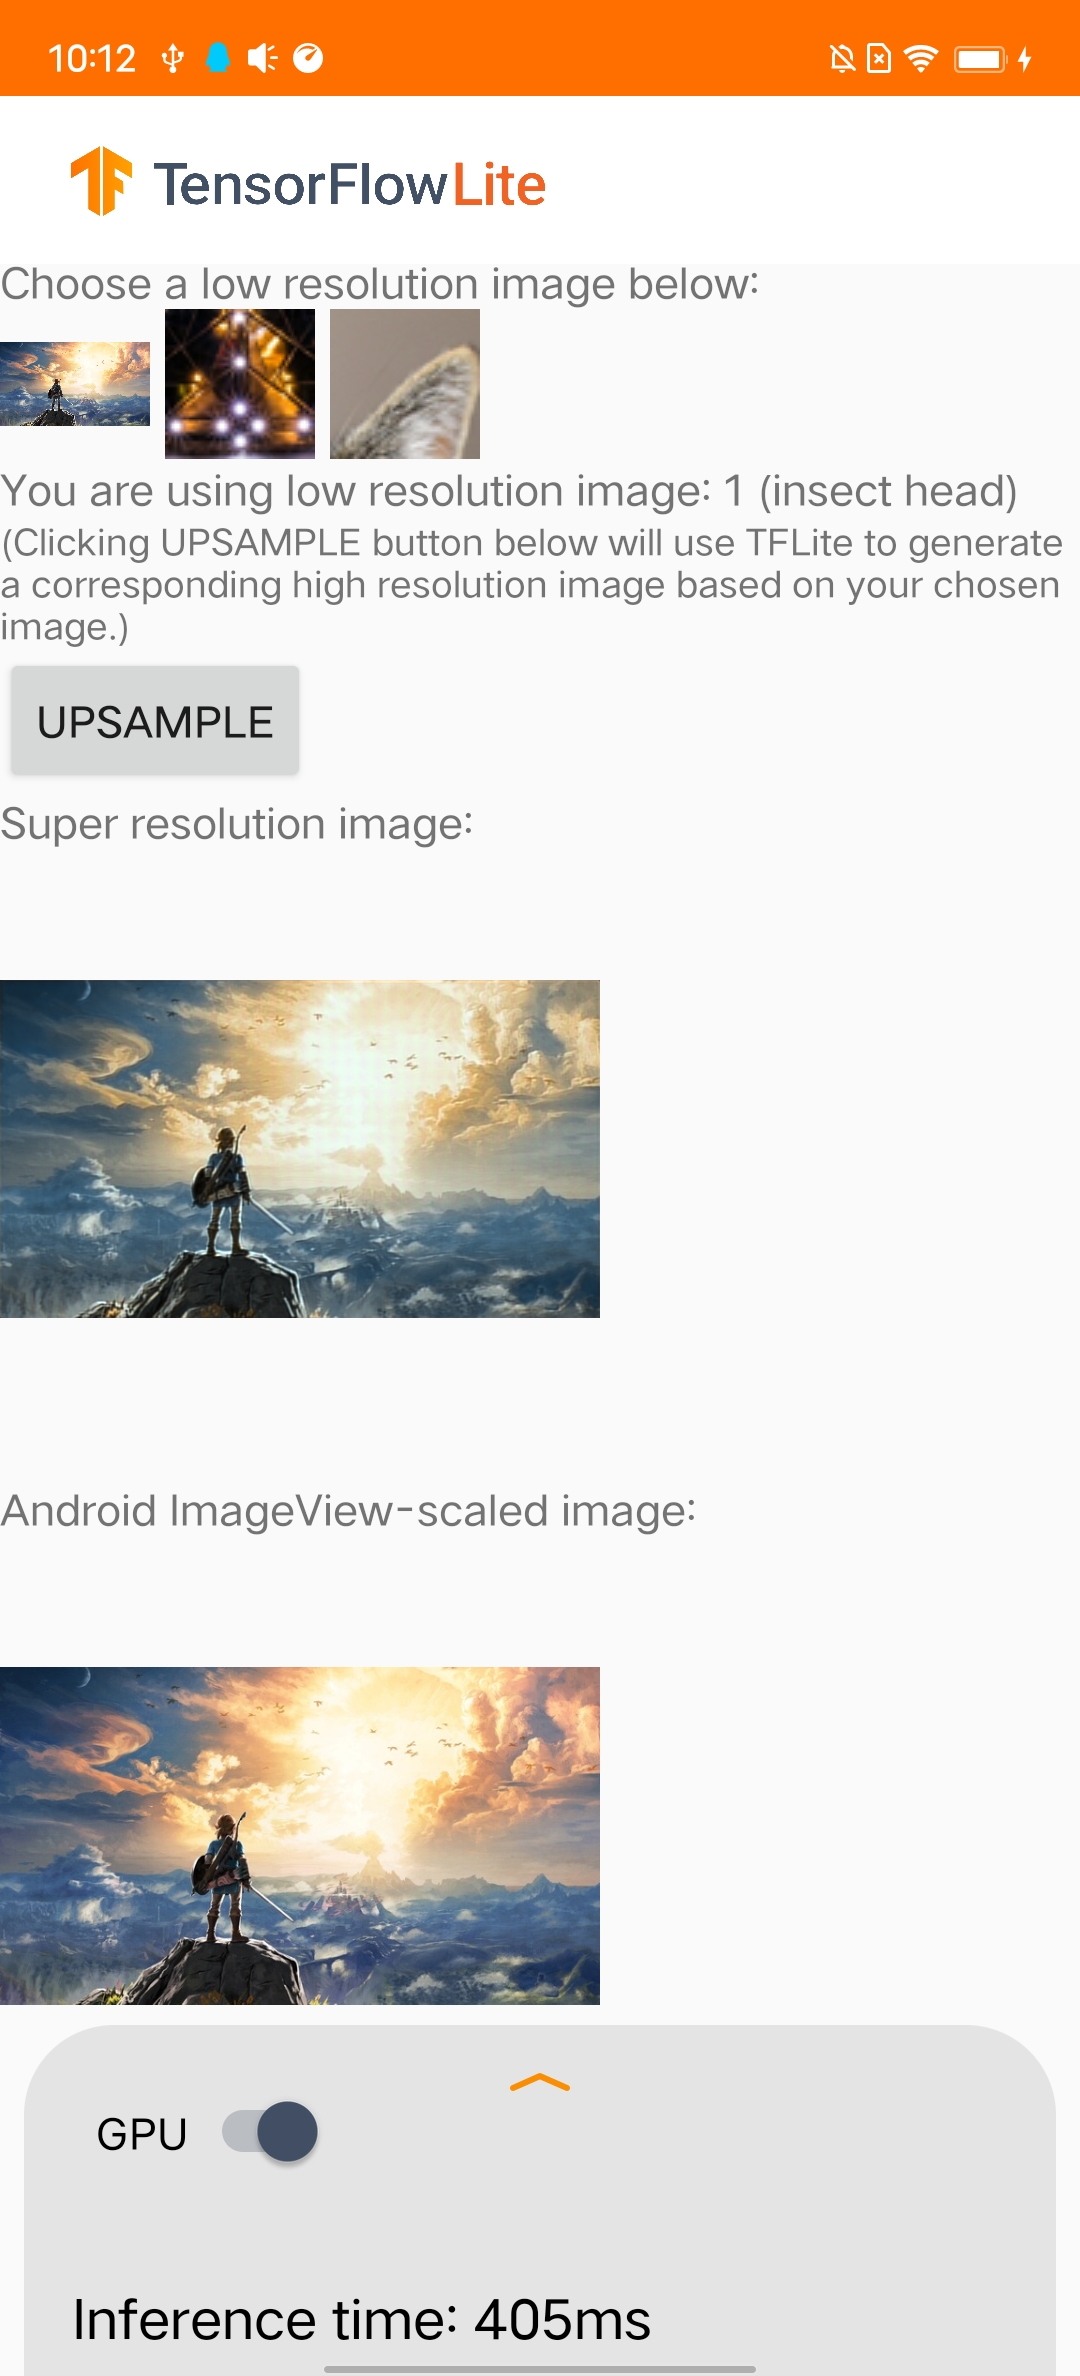 10:12
TensorFlowLite
Choose a low resolution image below:
You are using low resolution image: 1 (insect head)
(Clicking UPSAMPLE button below will use TFLite to generate
a corresponding high resolution image based on your chosen
image.)
UPSAMPLE
Super resolution image:
Android ImageView-scaled image:
GPU
Inference time: 405ms